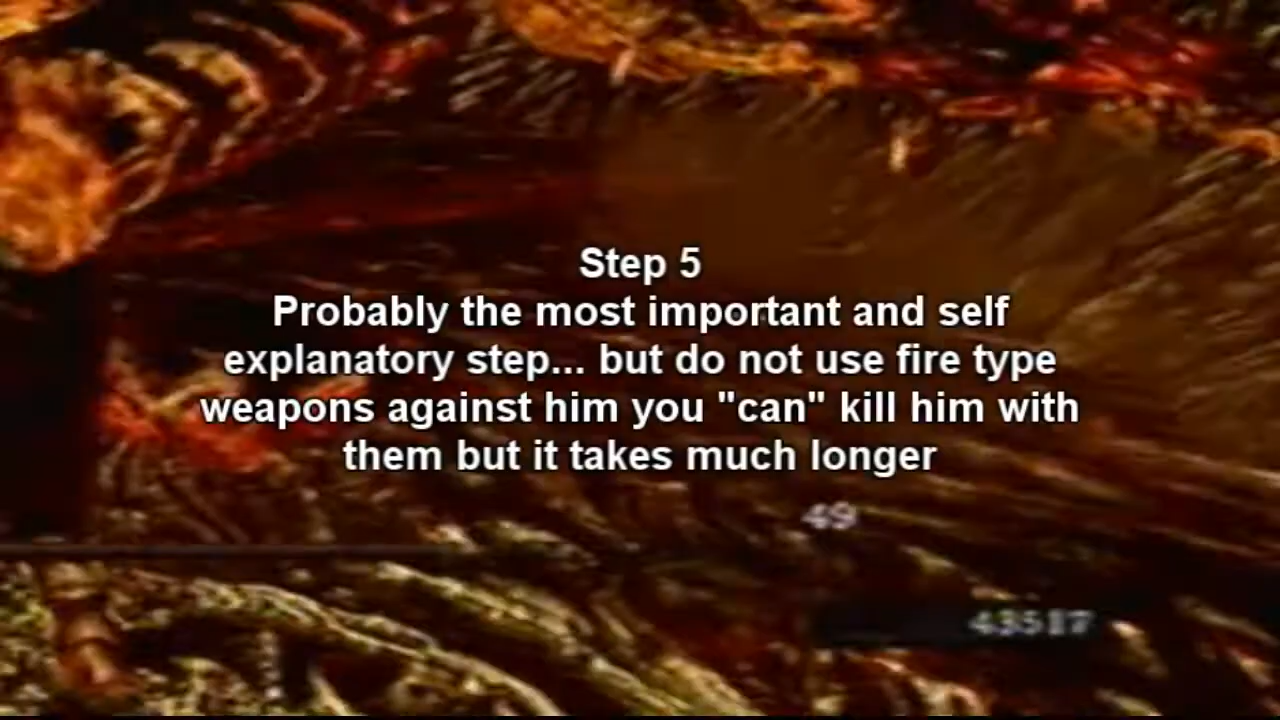 Step 5
Probably the most important and self
explanatory step... but do not use fire type
weapons against him you "can" kill him with
them but it takes much longer
49
43517